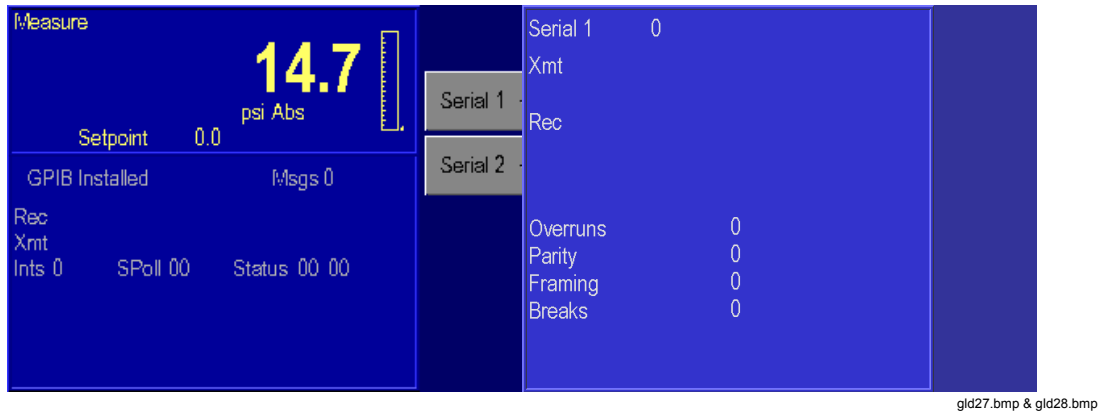 Measure
14.7
psi Abs
Setpoint 0.0
GPIB Installed Msgs 0
Rec
Xmt
Ints 0 SPoll 00 Status 00 00
Serial 1
Serial 2
Serial 1 0
Xmt
Rec
Overruns 0
Parity 0
Framing 0
Breaks 0
gld27.bmp & gld28.bmp